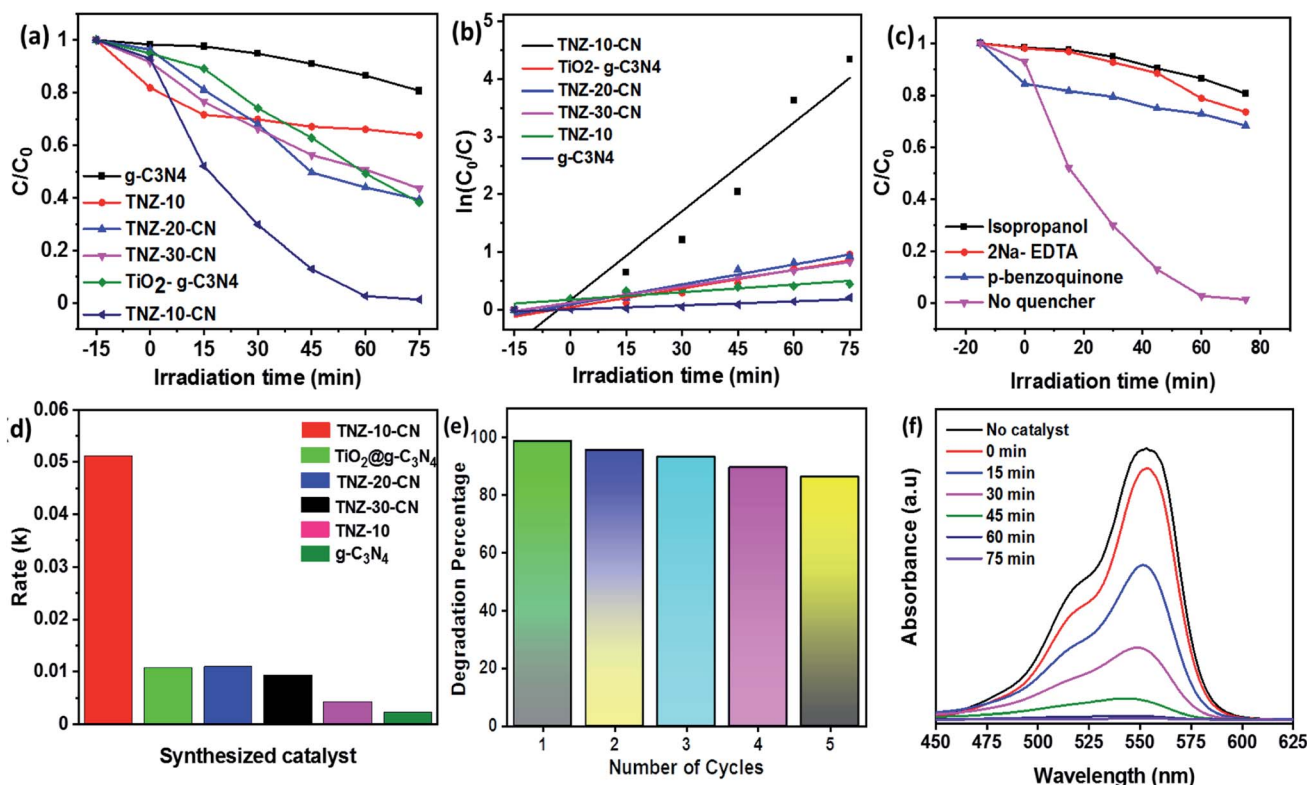 (a)
1
0.8
0.6
0.4
0.2
0
C/C0
g-C3N4
TNZ-10
TNZ-20-CN
TNZ-30-CN
TiO2- g-C3N4
TNZ-10-CN
-15 0 15 30 45 60 75
Irradiation time (min)
(b)
5
4
3
2
1
0
ln(C0/C)
TNZ-10-CN
TiO2- g-C3N4
TNZ-20-CN
TNZ-30-CN
TNZ-10
g-C3N4
-15 0 15 30 45 60 75
Irradiation time (min)
(c)
1
0.8
0.6
0.4
0.2
0
C/C0
Isopropanol
2Na- EDTA
p-benzoquinone
No quencher
-20 0 20 40 60 80
Irradiation time (min)
d)
0.06
0.05
0.04
0.03
0.02
0.01
0
Rate (k)
TNZ-10-CN
TiO2@g-C3N4
TNZ-20-CN
TNZ-30-CN
TNZ-10
g-C3N4
Synthesized catalyst
(e)
100
80
60
40
20
0
Degradation Percentage
1 2 3 4 5
Number of Cycles
(f)
Absorbance (a.u)
No catalyst
0 min
15 min
30 min
45 min
60 min
75 min
450 475 500 525 550 575 600 625
Wavelength (nm)